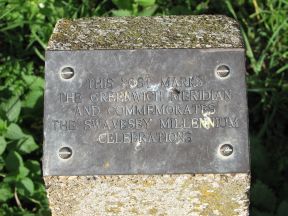 THIS POST MARKS
THE GREENWICH MERIDIAN
AND COMMEMORATES
THE SWAVESEY MILLENNIUM
CELEBRATIONS